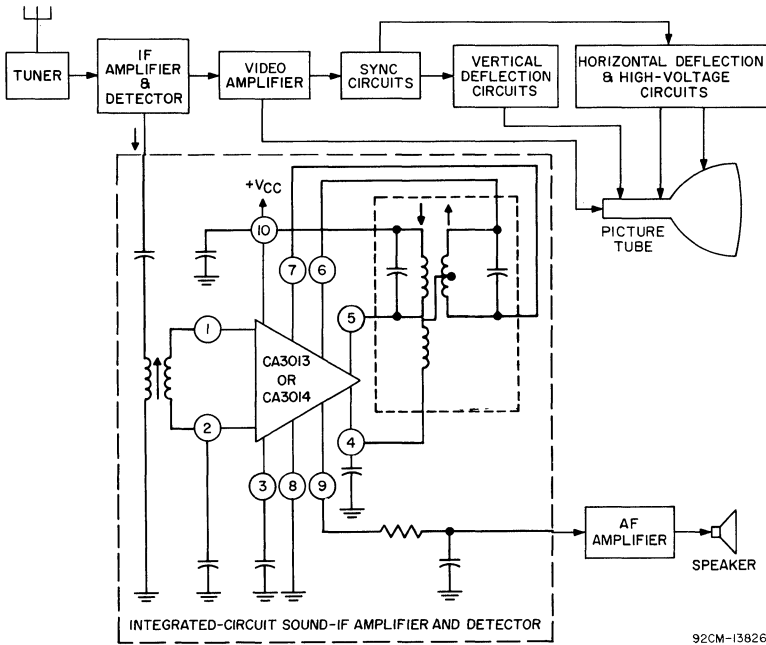 TUNER
IF
AMPLIFIER
&
DETECTOR
VIDEO
AMPLIFIER
SYNC
CIRCUITS
VERTICAL
DEFLECTION
CIRCUITS
HORIZONTAL DEFLECTION
& HIGH-VOLTAGE
CIRCUITS
PICTURE
TUBE
+VCC
10
7
6
5
1
CA3013
OR
CA3014
2
4
3
8
9
AF
AMPLIFIER
SPEAKER
INTEGRATED-CIRCUIT SOUND-IF AMPLIFIER AND DETECTOR
92CM-13826